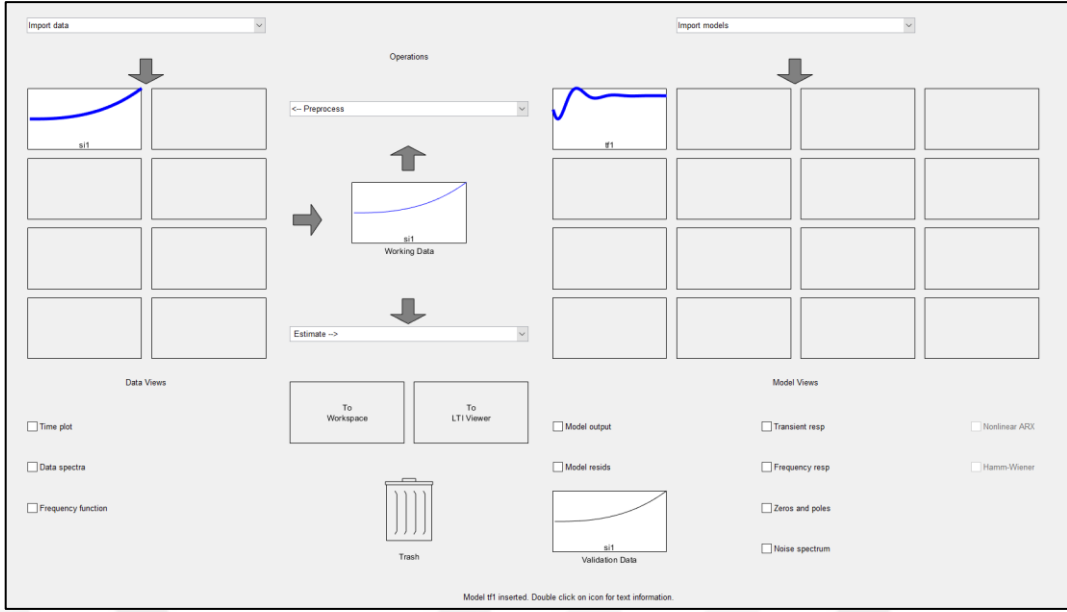 Import data
Import models
Operations
<-- Preprocess
si1
tf1
si1
Working Data
Estimate -->
Data Views
Model Views
To
Workspace
To
LTI Viewer
Time plot
Model output
Transient resp
Nonlinear ARX
Data spectra
Model resids
Frequency resp
Hamm-Wiener
Frequency function
Zeros and poles
si1
Noise spectrum
Trash
Validation Data
Model tf1 inserted. Double click on icon for text information.